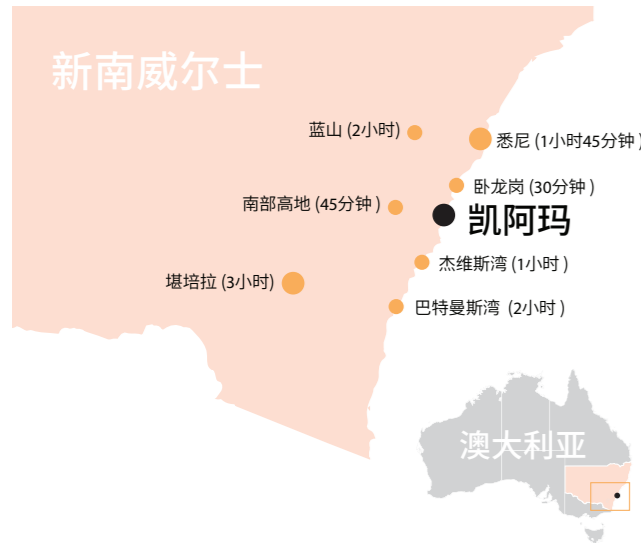 新南威尔士
蓝山 (2小时)
悉尼 (1小时45分钟 )
卧龙岗 (30分钟 )
南部高地 (45分钟 )
凯阿玛
杰维斯湾 (1小时 )
堪培拉 (3小时)
巴特曼斯湾 (2小时 )
澳大利亚